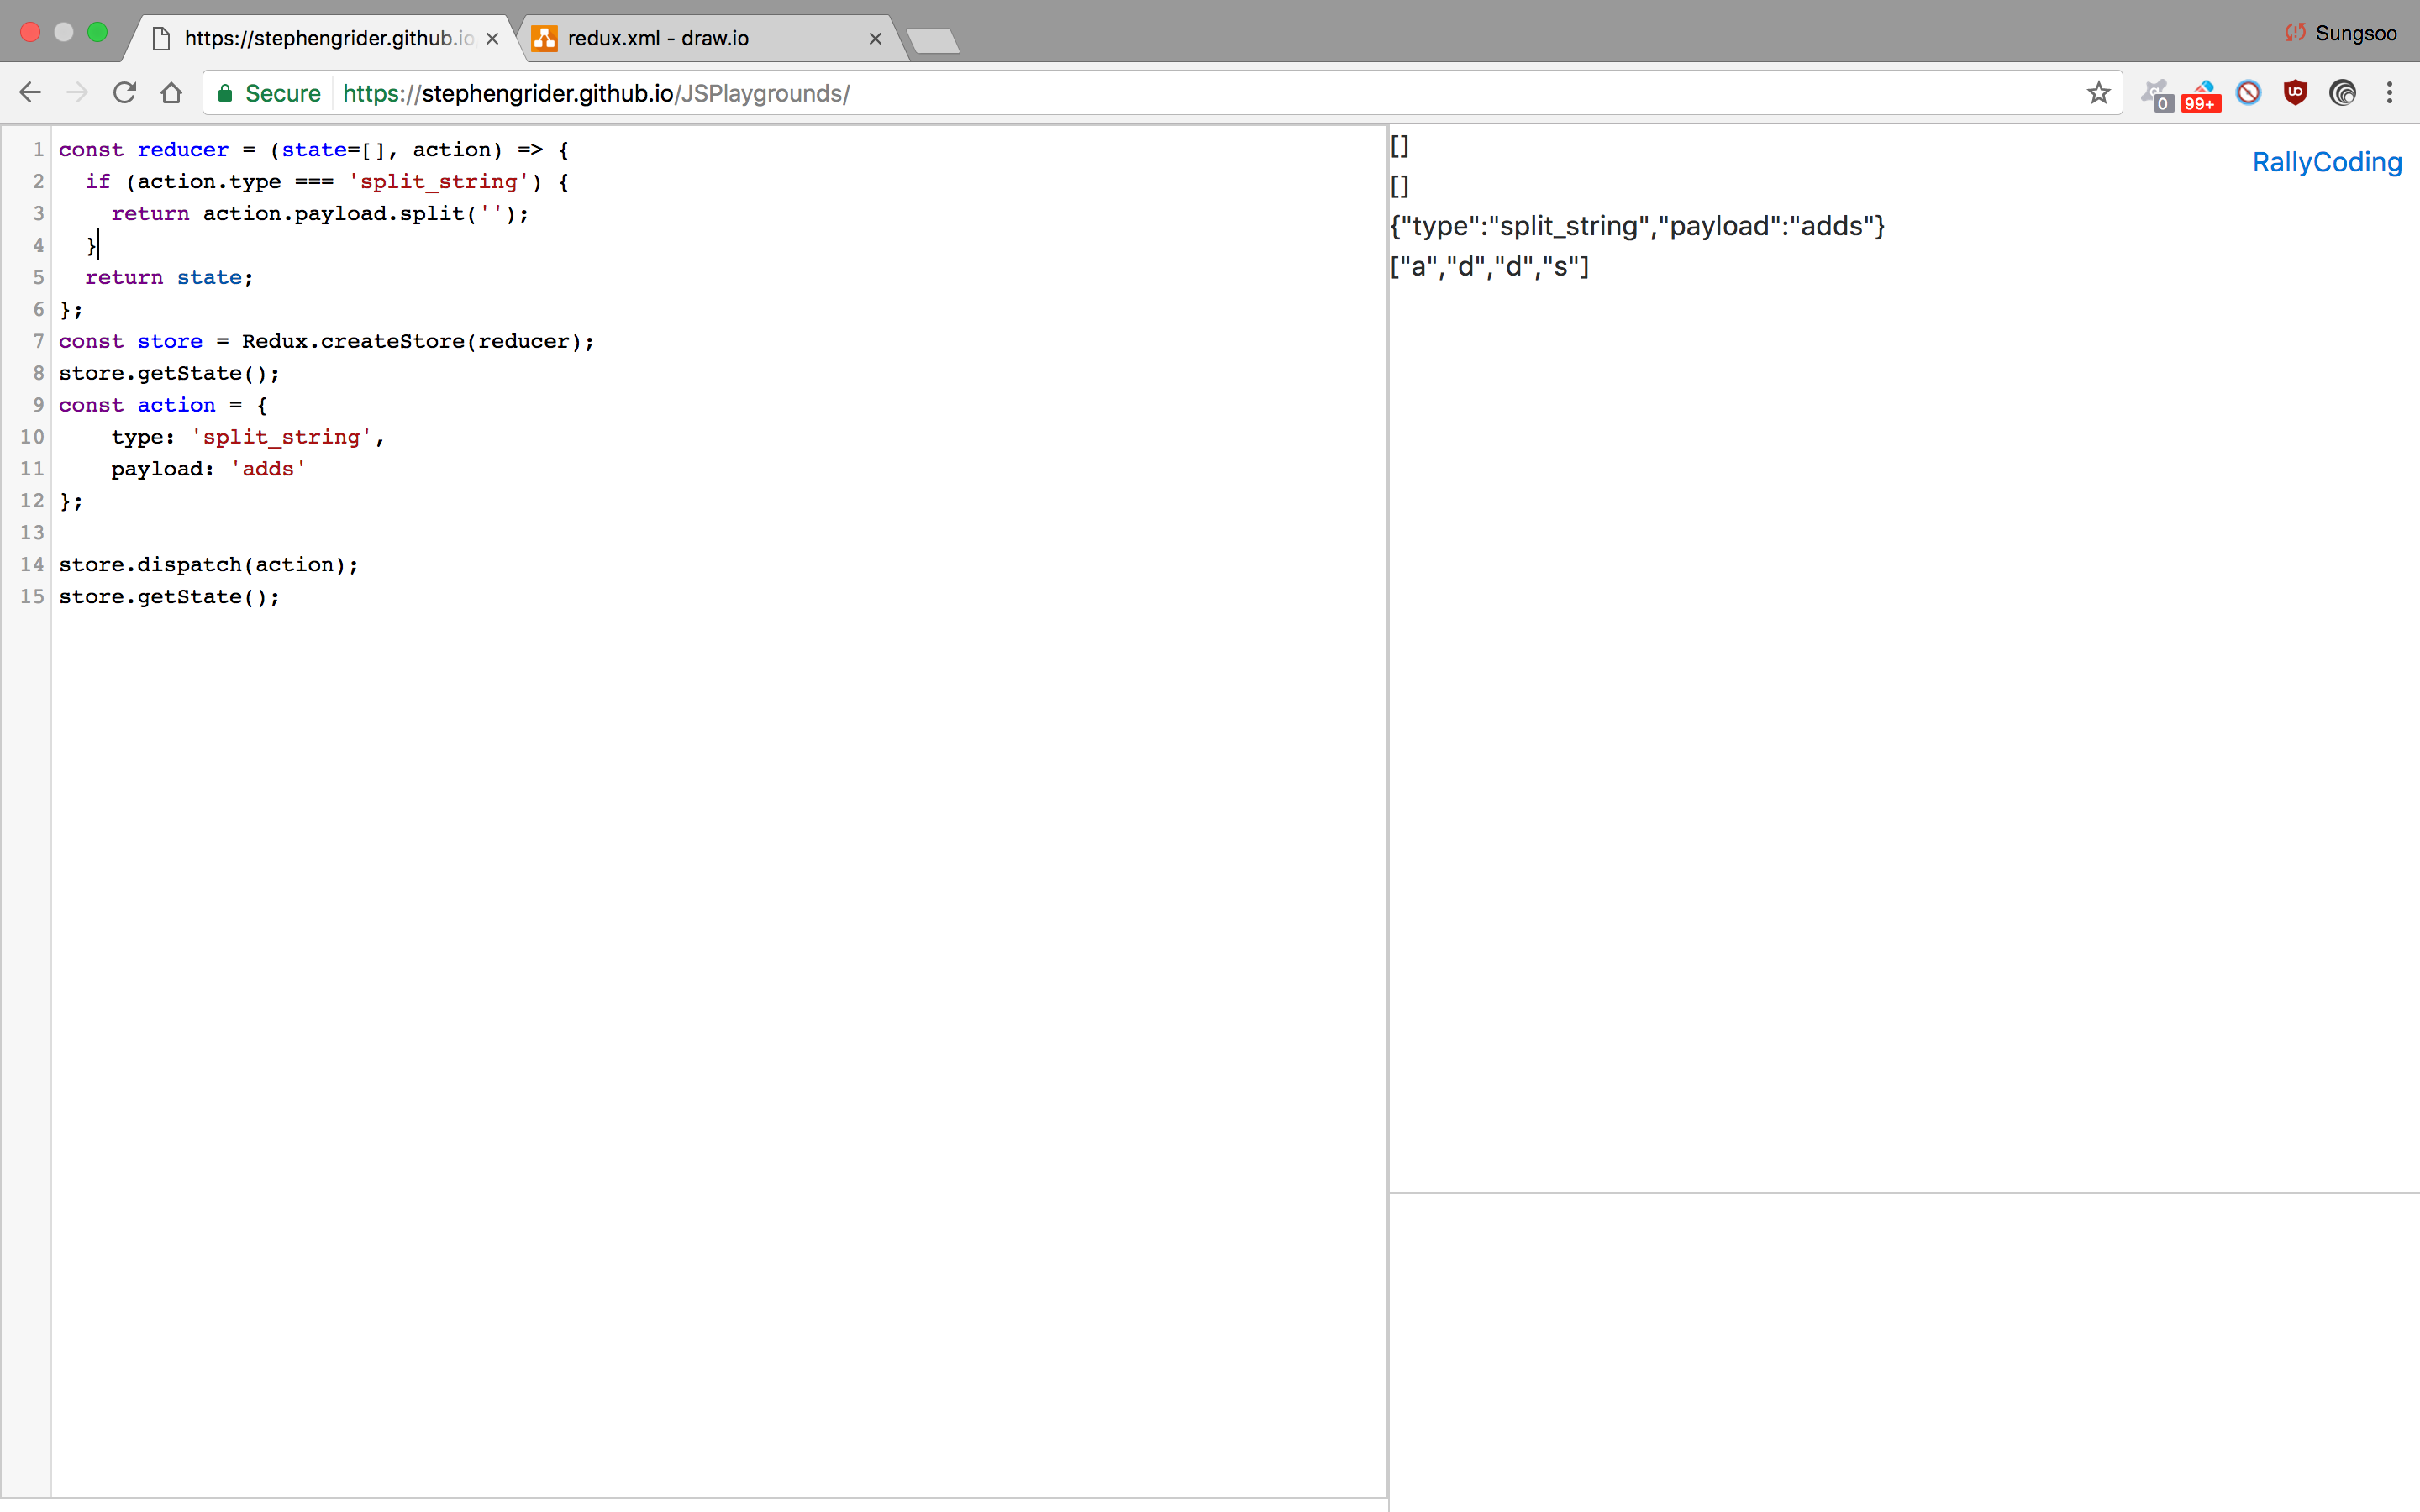 https://stephengrider.github.io
redux.xml - draw.io
Sungsoo
Secure
https://stephengrider.github.io/JSPlaygrounds/
0
99+
1 const reducer = (state=[], action) => {
2   if (action.type === 'split_string') {
3     return action.payload.split('');
4   }
5   return state;
6 };
7 const store = Redux.createStore(reducer);
8 store.getState();
9 const action = {
10     type: 'split_string',
11     payload: 'adds'
12 };
13
14 store.dispatch(action);
15 store.getState();
[]
[]
{"type":"split_string","payload":"adds"}
["a","d","d","s"]
RallyCoding